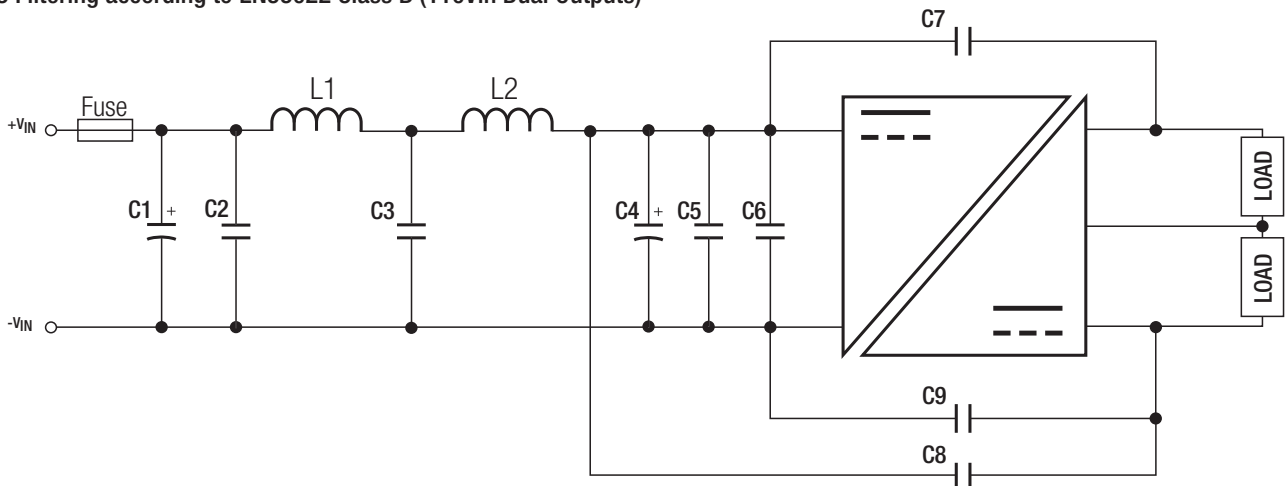 Filtering according to EN55022 Class B (110Vin Dual Outputs)
C7
L1
L2
Fuse
+VIN
C1 +
C2
C3
C4 +
C5
C6
LOAD
LOAD
-VIN
C9
C8